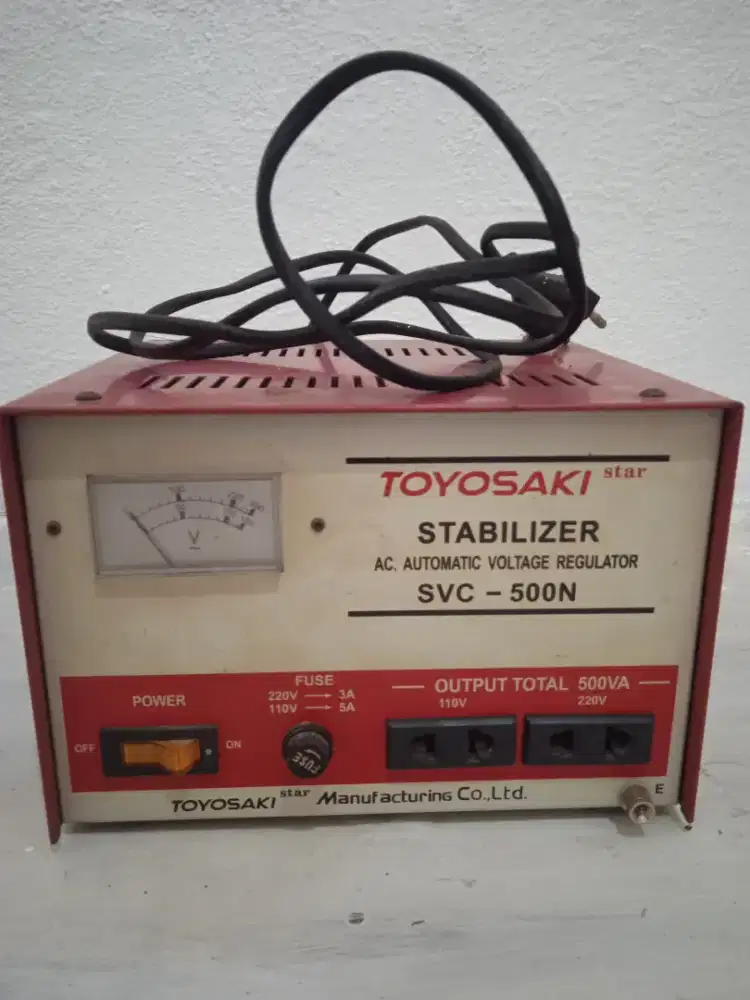 TOYOSAKI star
STABILIZER
AC. AUTOMATIC VOLTAGE REGULATOR
SVC - 500N
V
POWER
OFF
ON
FUSE
220V → 3A
110V → 5A
FUSE
OUTPUT TOTAL 500VA
110V
220V
E
TOYOSAKI star Manufacturing Co.,Ltd.